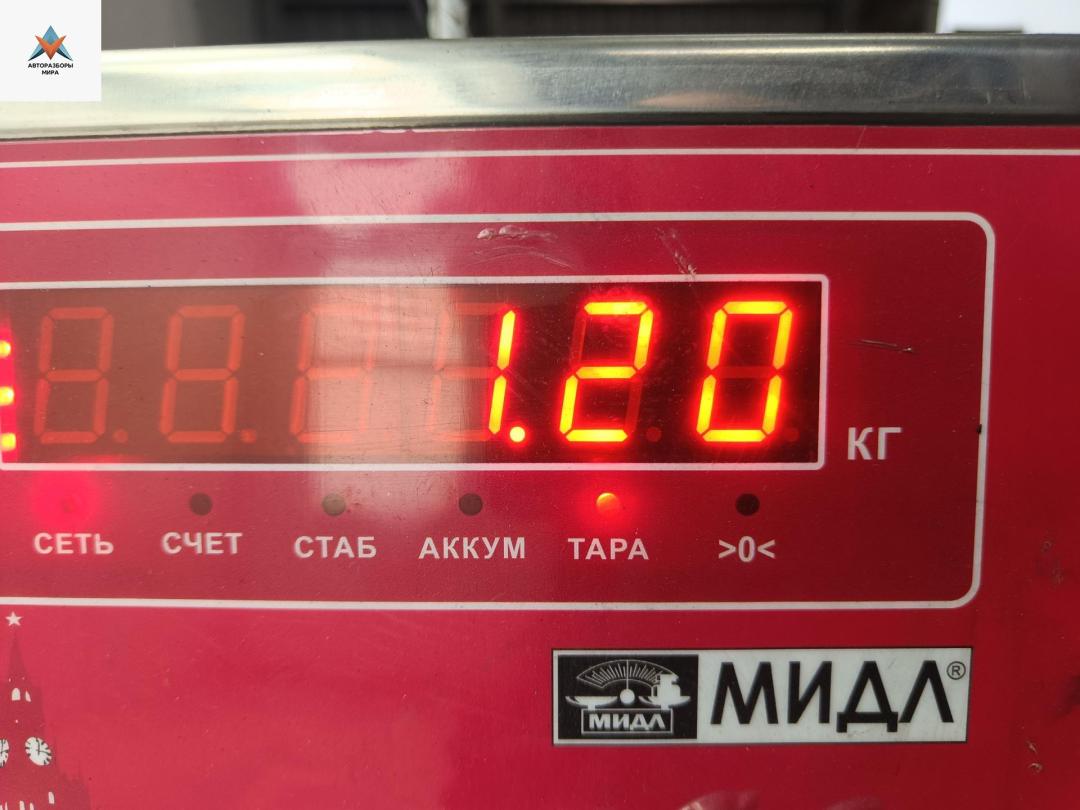 АВТОРАЗБОРЫ
МИРА
1.20
КГ
СЕТЬ СЧЕТ СТАБ АККУМ ТАРА >0<
МИДЛ МИДЛ®